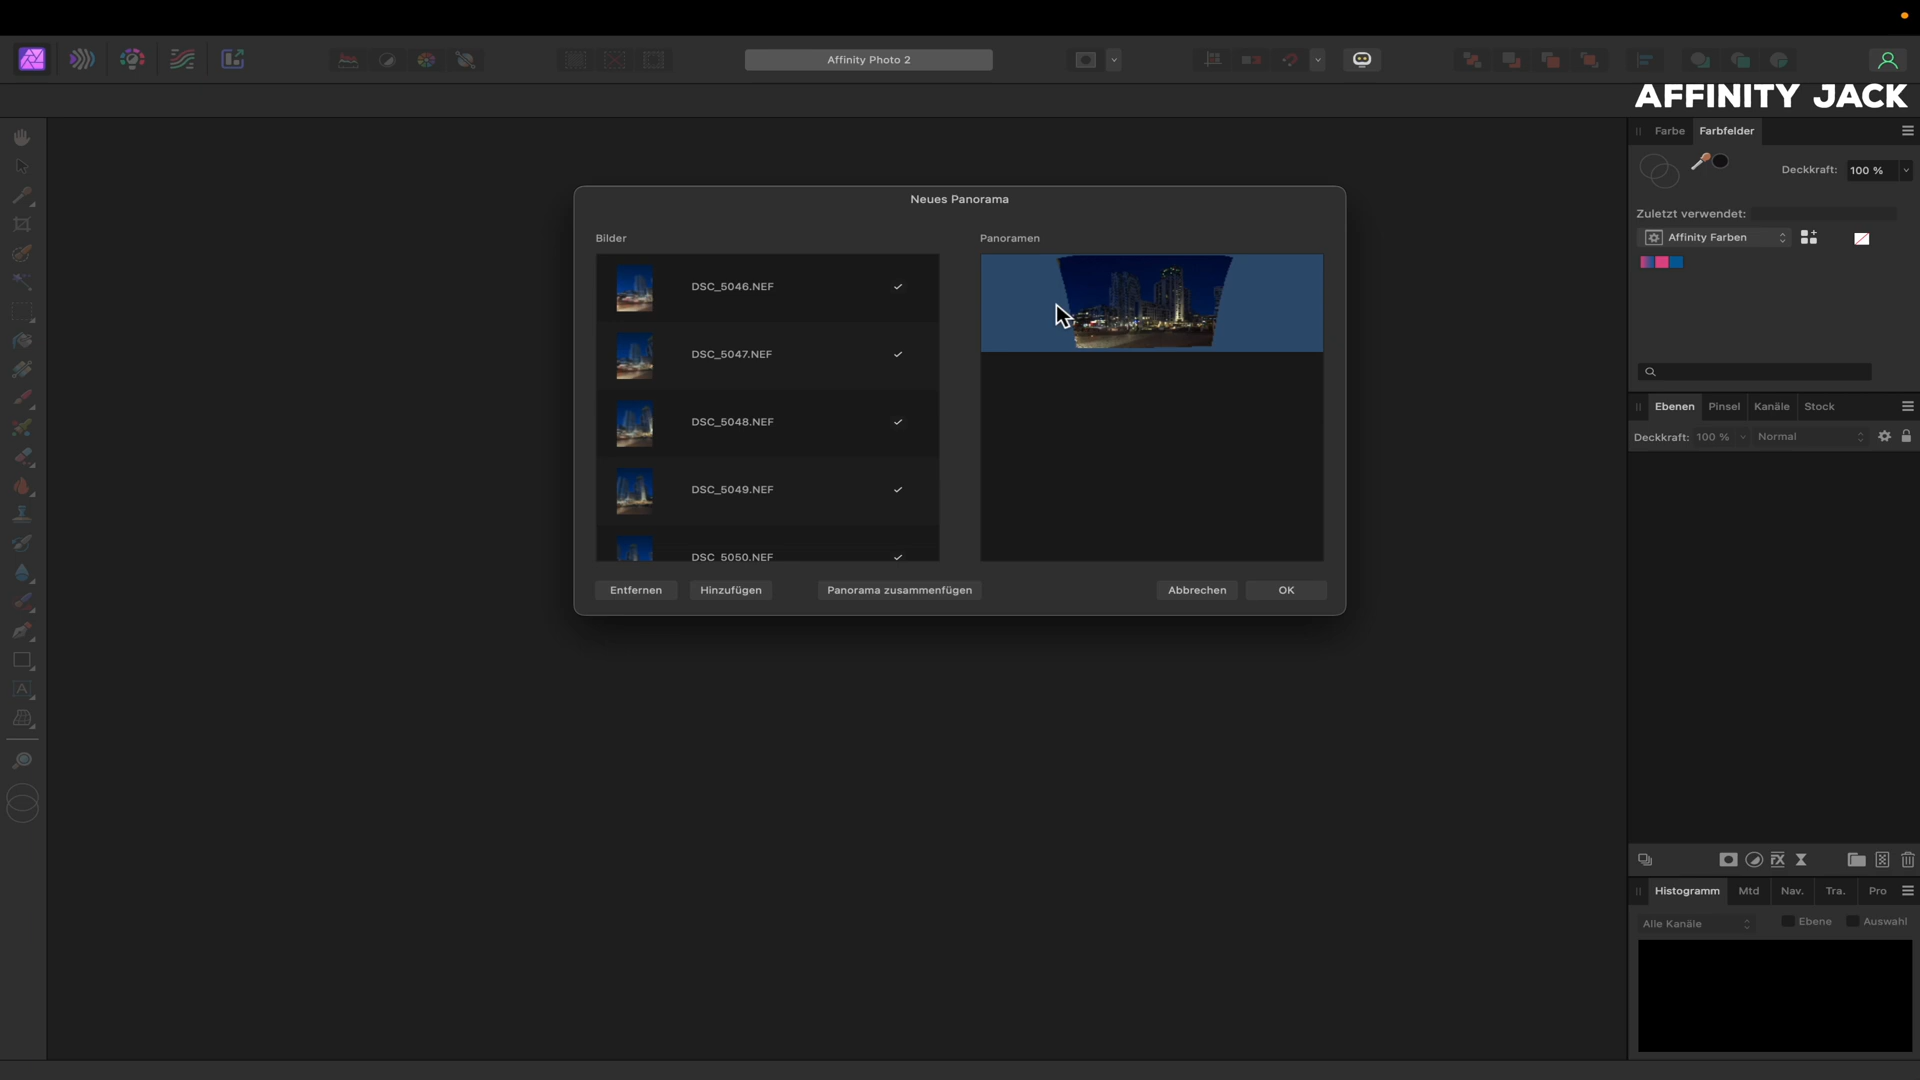 Affinity Photo 2
AFFINITY JACK
Farbe Farbfelder
Deckkraft: 100 %
Zuletzt verwendet:
Affinity Farben
Neues Panorama
Bilder
Panoramen
DSC_5046.NEF
DSC_5047.NEF
DSC_5048.NEF
DSC_5049.NEF
DSC_5050.NEF
Entfernen Hinzufügen Panorama zusammenfügen Abbrechen OK
Ebenen Pinsel Kanäle Stock
Deckkraft: 100 % Normal
Histogramm Mtd Nav. Tra. Pro
Alle Kanäle Ebene Auswahl